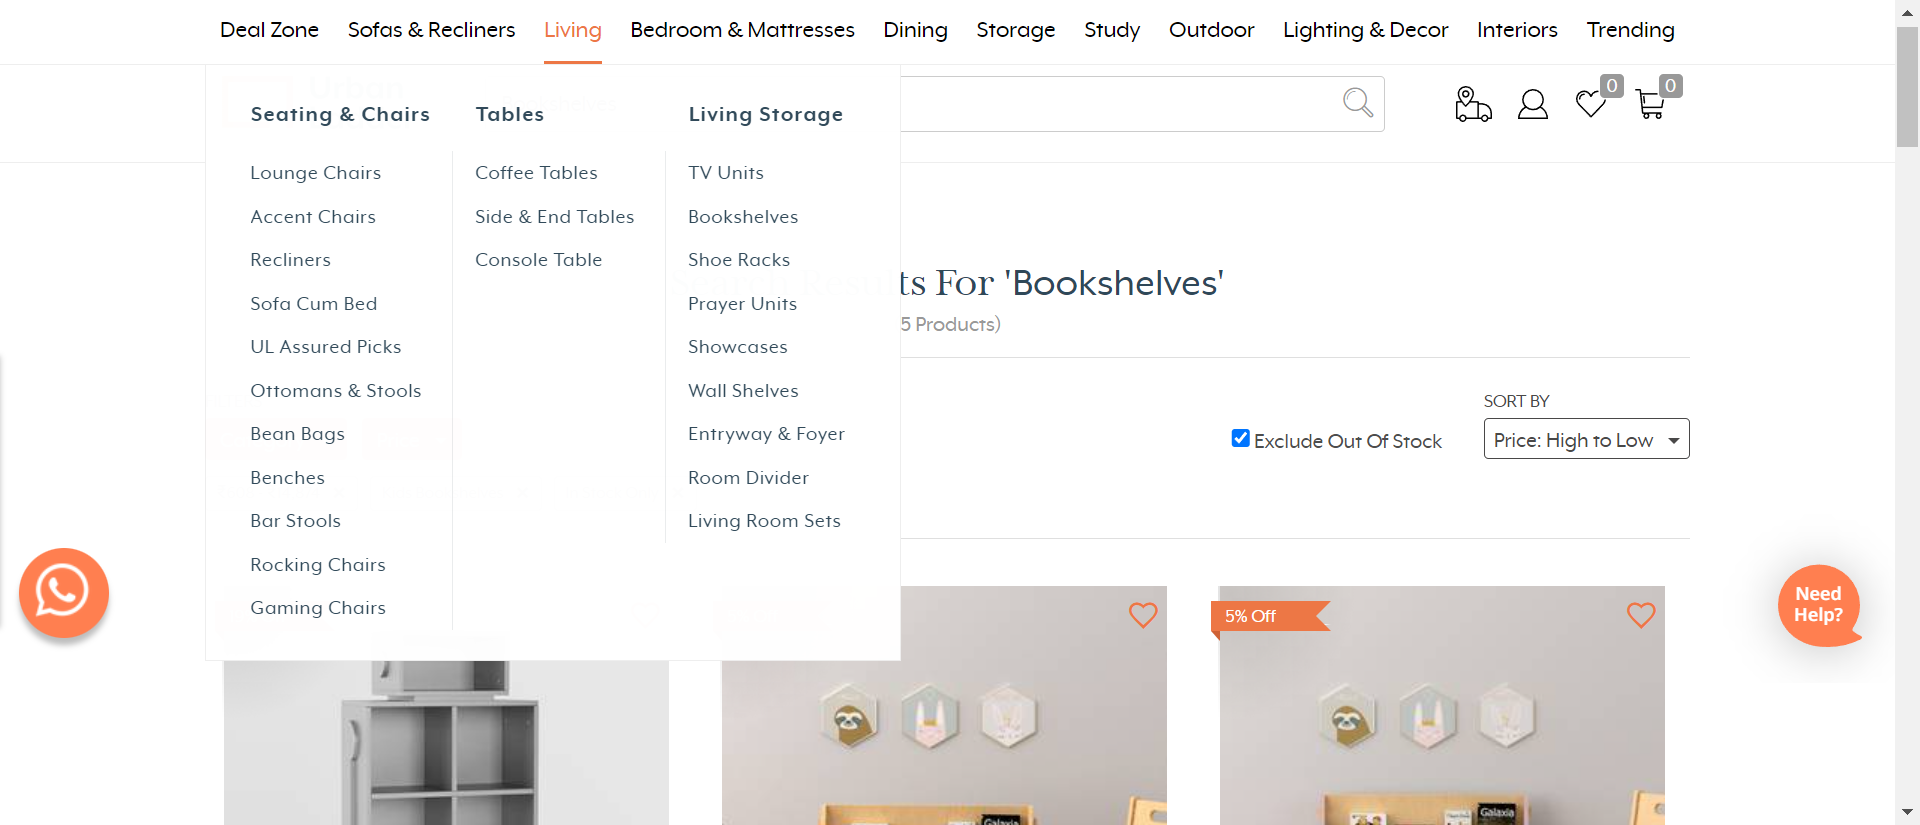 Deal Zone Sofas & Recliners Living Bedroom & Mattresses Dining Storage Study Outdoor Lighting & Decor Interiors Trending
0 0
Seating & Chairs
Lounge Chairs
Accent Chairs
Recliners
Sofa Cum Bed
UL Assured Picks
Ottomans & Stools
Bean Bags
Benches
Bar Stools
Rocking Chairs
Gaming Chairs
Tables
Coffee Tables
Side & End Tables
Console Table
Living Storage
TV Units
Bookshelves
Shoe Racks
Prayer Units
Showcases
Wall Shelves
Entryway & Foyer
Room Divider
Living Room Sets
ts For 'Bookshelves'
5 Products)
SORT BY
Exclude Out Of Stock
Price: High to Low
5% Off
Need
Help?
Galaxia
Galaxia